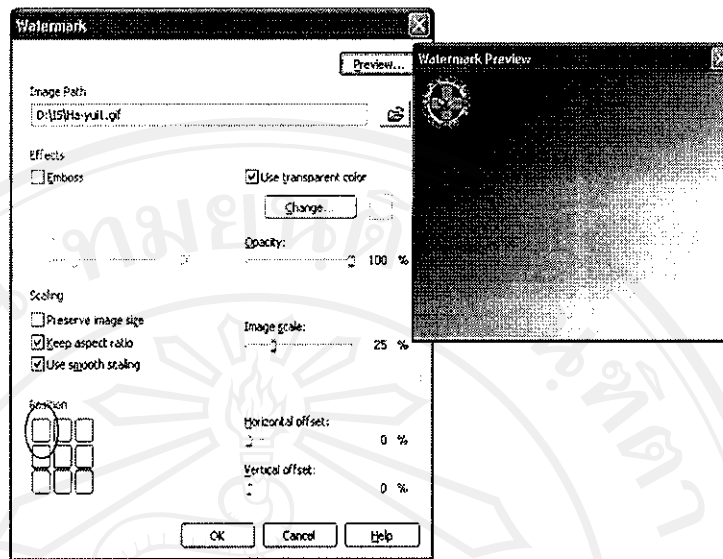 Watermark
Preview...
Watermark Preview
Image Path
D:\IS\Ha-yuit.gif
Effects
Emboss
Use transparent color
Change...
Opacity:
100 %
Scaling
Preserve image size
Keep aspect ratio
Use smooth scaling
Image scale:
25 %
Position
Horizontal offset:
0 %
Vertical offset:
0 %
OK
Cancel
Help